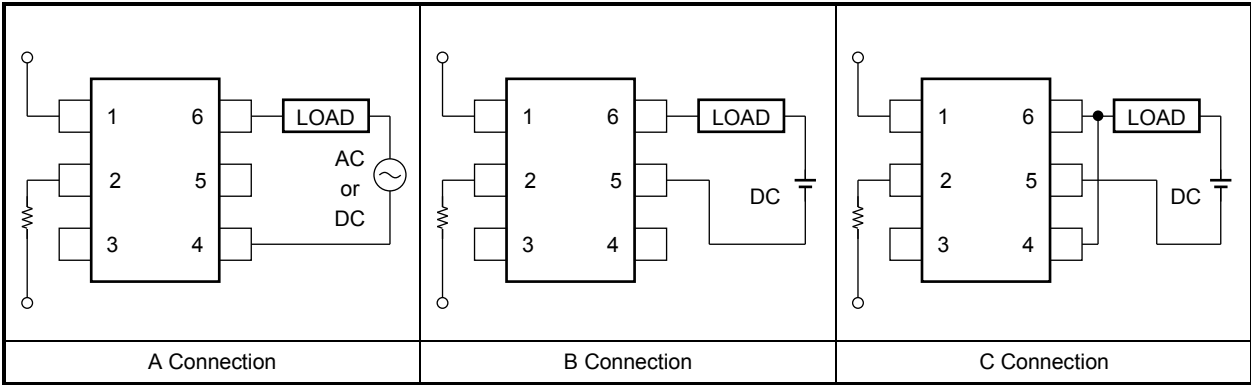 1 6 LOAD
2 5 AC
or
DC
3 4
A Connection
1 6 LOAD
2 5 DC
3 4
B Connection
1 6 LOAD
2 5 DC
3 4
C Connection